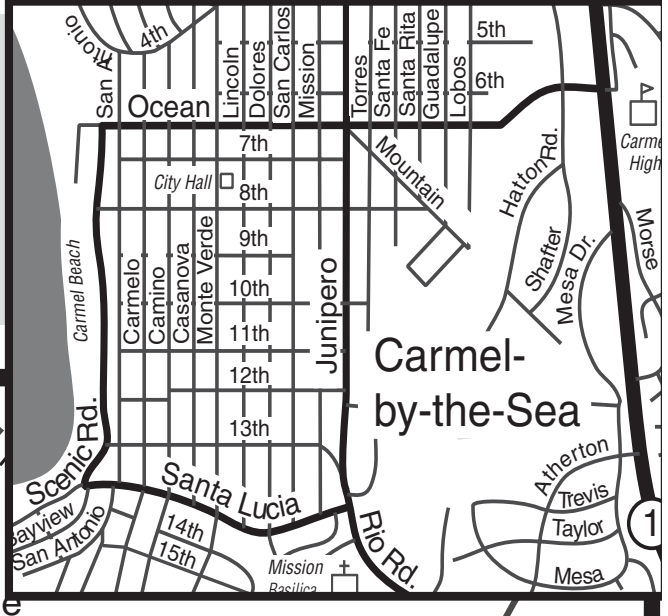 San Antonio
4th
Lincoln
Dolores
San Carlos
Mission
Torres
Santa Fe
Santa Rita
Guadalupe
Lobos
5th
6th
Ocean
7th
City Hall
8th
Mountain
Hatton Rd.
Carme
High
9th
Carmel Beach
Carmelo
Camino
Casanova
Monte Verde
10th
Junipero
Shafter
Mesa Dr.
Morse
11th
12th
Carmel-
by-the-Sea
13th
Scenic Rd.
Santa Lucia
Atherton
Trevis
Taylor
1
Bayview
San Antonio
14th
15th
Rio Rd.
Mission
Basilica
Mesa
e